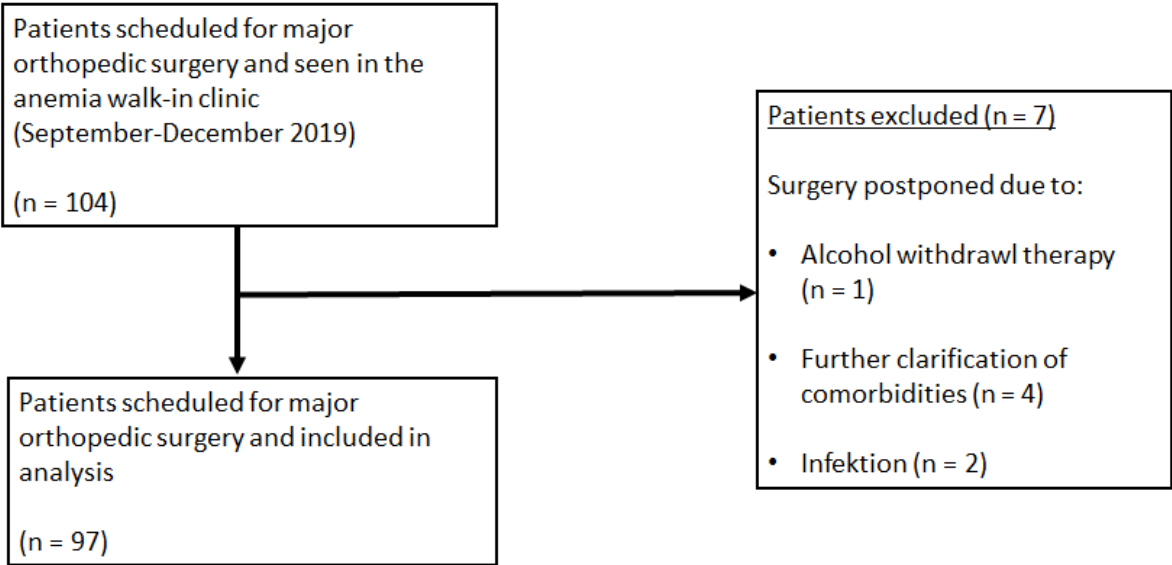 Patients scheduled for major
orthopedic surgery and seen in the
anemia walk-in clinic
(September-December 2019)
(n = 104)
Patients excluded (n = 7)
Surgery postponed due to:
• Alcohol withdrawl therapy
(n = 1)
• Further clarification of
comorbidities (n = 4)
• Infektion (n = 2)
Patients scheduled for major
orthopedic surgery and included in
analysis
(n = 97)